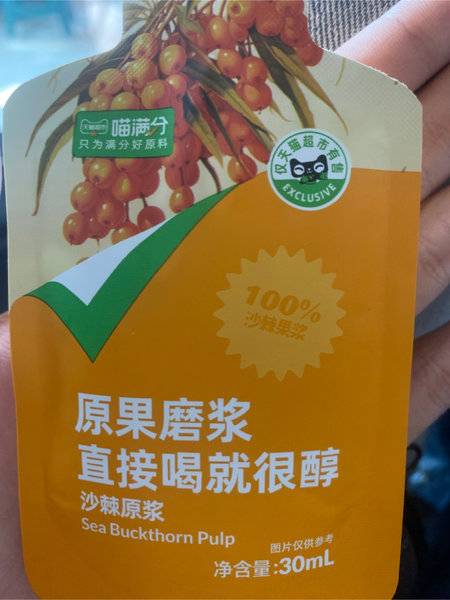 天猫超市 喵满分
只为满分好原料
仅天猫超市有售
EXCLUSIVE
100%
沙棘果浆
原果磨浆
直接喝就很醇
沙棘原浆
Sea Buckthorn Pulp
图片仅供参考
净含量:30mL